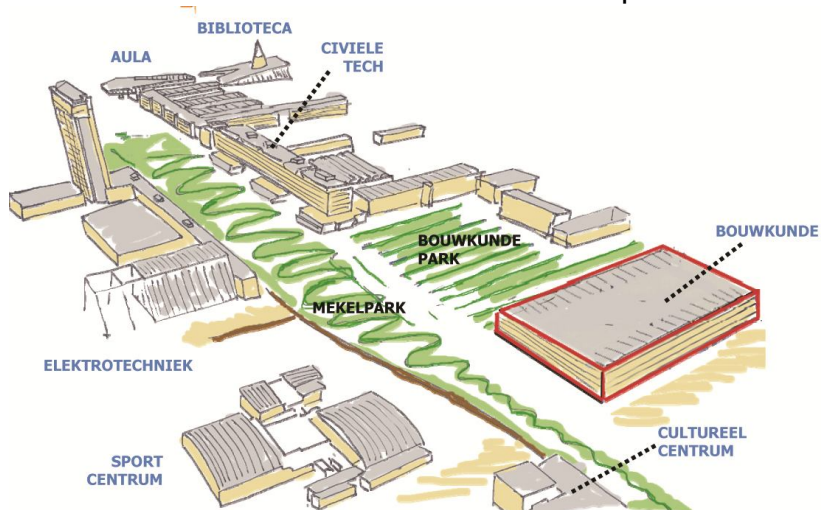 BIBLIOTECA
AULA
CIVIELE
TECH
BOUWKUNDE
BOUWKUNDE
PARK
MEKELPARK
ELEKTROTECHNIEK
CULTUREEL
CENTRUM
SPORT
CENTRUM